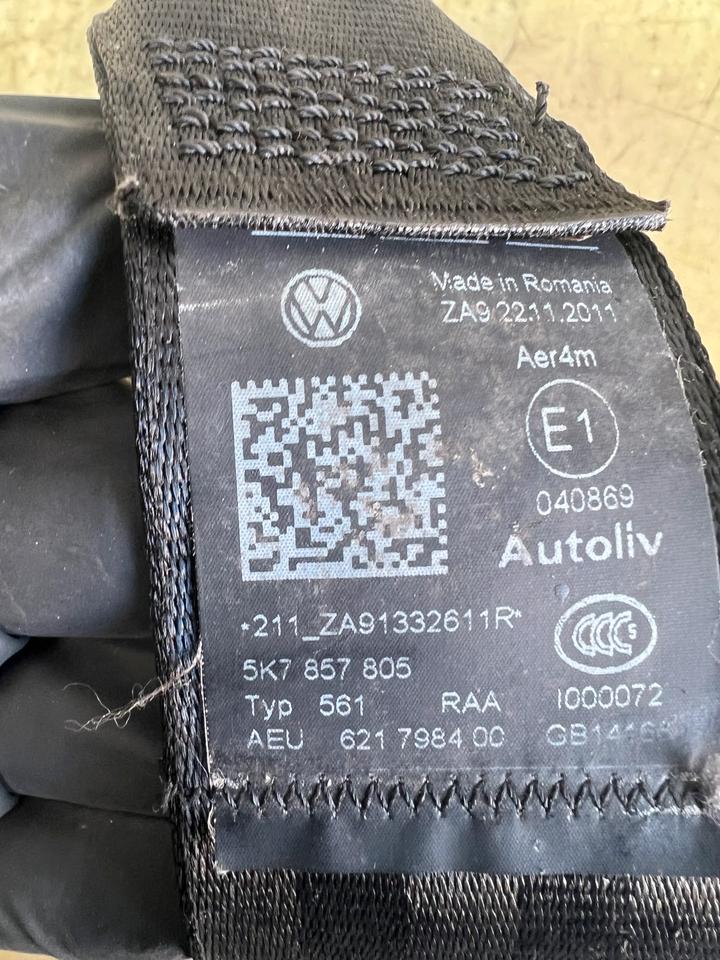 Made in Romania
ZA9 22.11.2011
Aer4m
E1
040869
Autoliv
*211_ZA91332611R*
CCC S
5K7 857 805
Typ 561 RAA I000072
AEU 621 7984 00